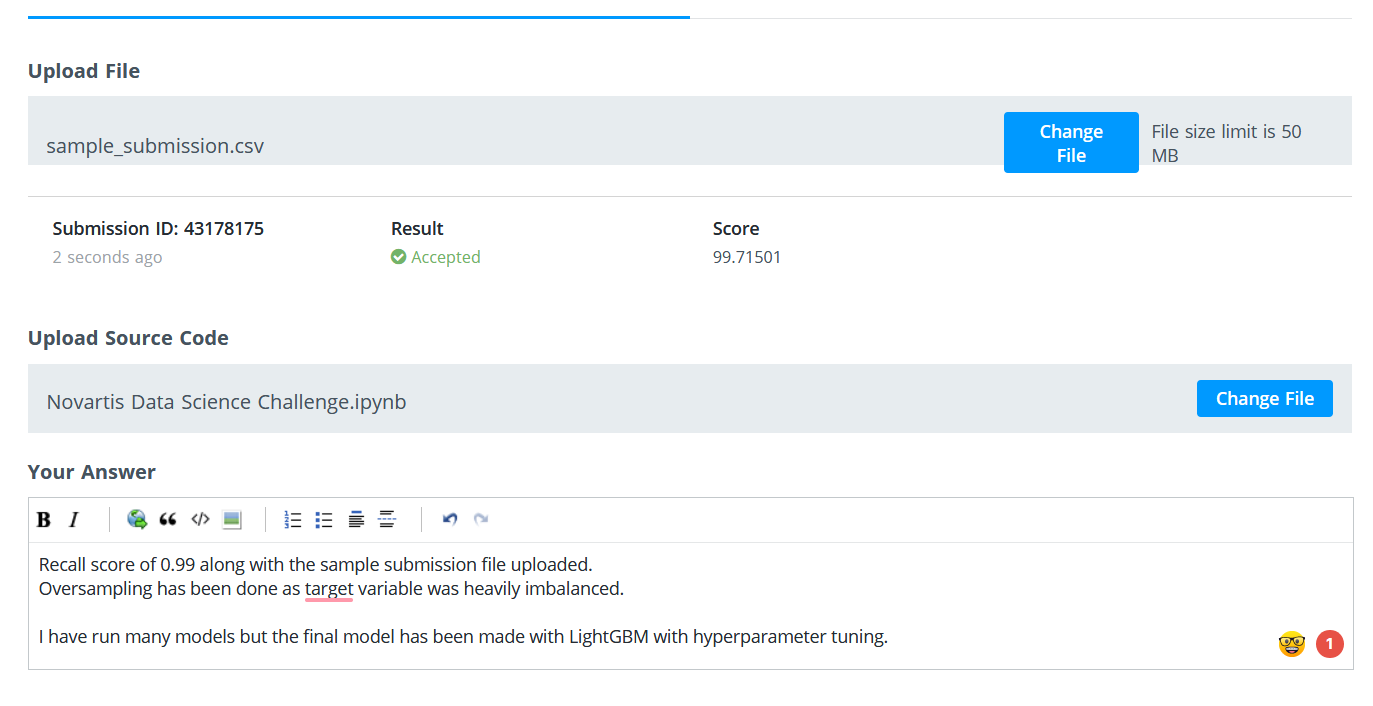 Upload File
sample_submission.csv
Change
File
File size limit is 50
MB
Submission ID: 43178175
Result
Score
2 seconds ago
Accepted
99.71501
Upload Source Code
Novartis Data Science Challenge.ipynb
Change File
Your Answer
B I
Recall score of 0.99 along with the sample submission file uploaded.
Oversampling has been done as target variable was heavily imbalanced.
I have run many models but the final model has been made with LightGBM with hyperparameter tuning.
1